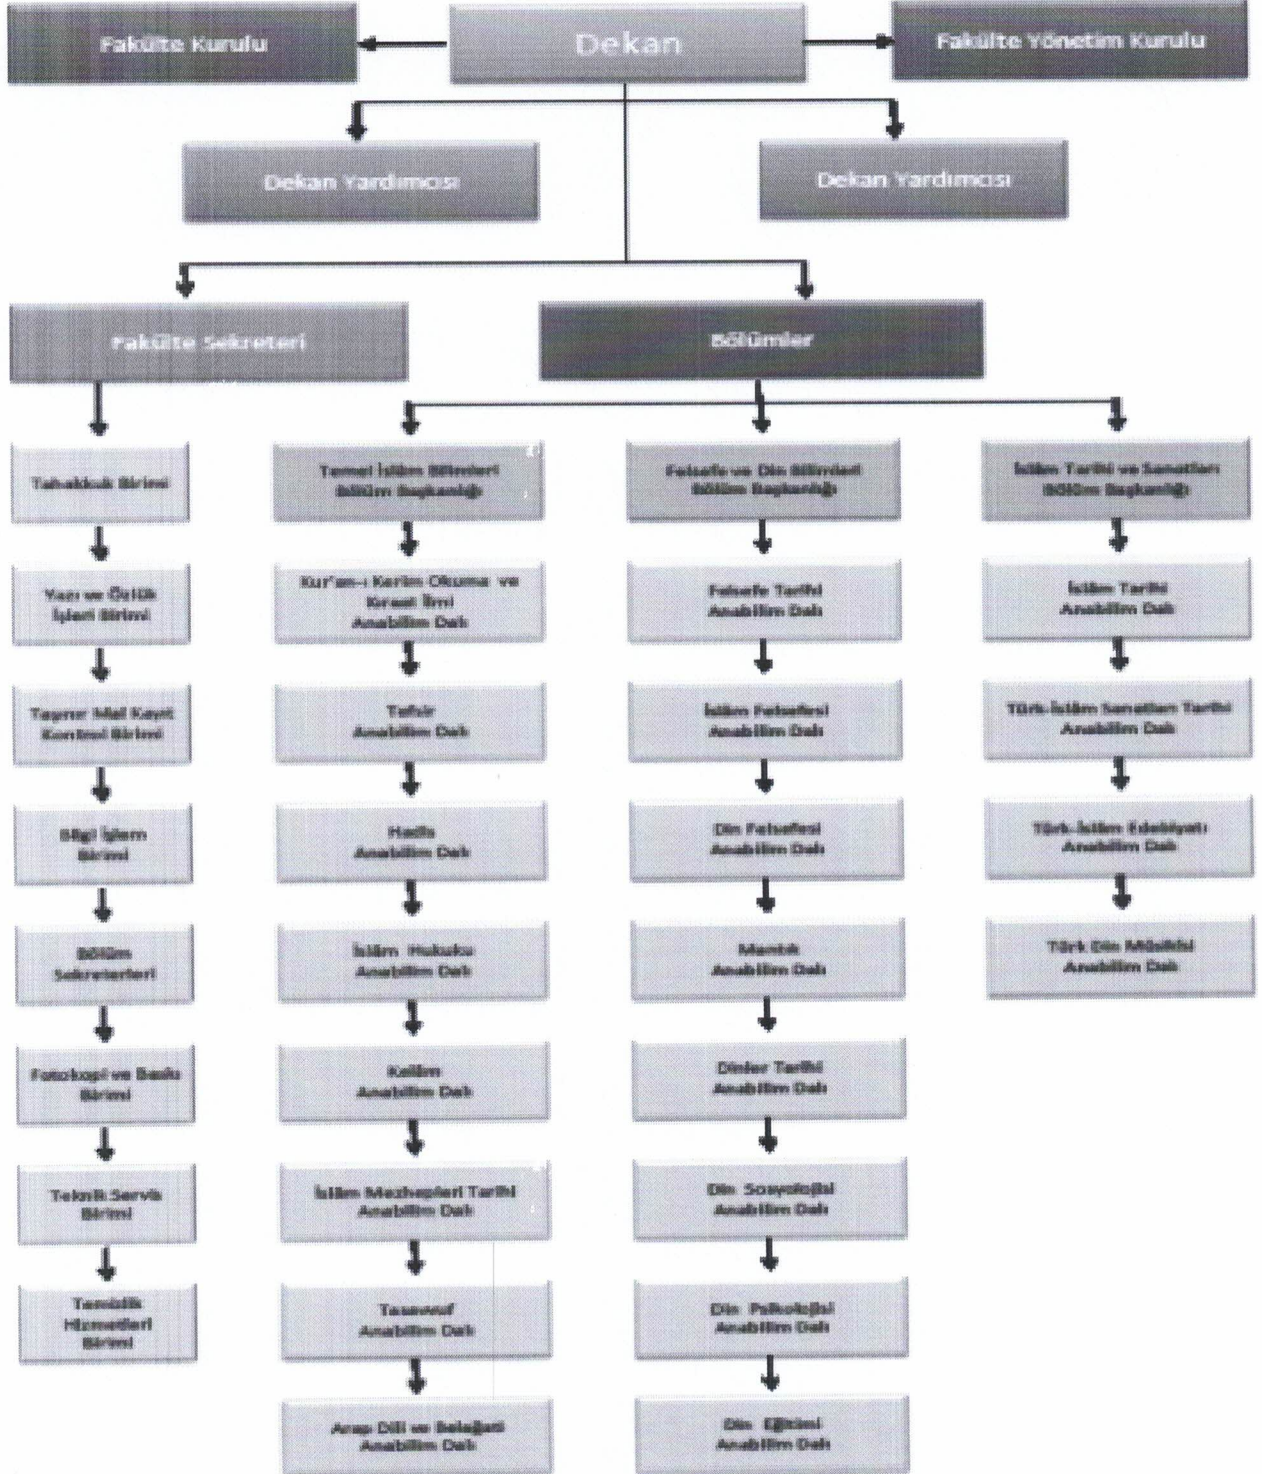 Fakülte Kurulu
Dekan
Fakülte Yönetim Kurulu
Dekan Yardımcısı
Dekan Yardımcısı
Fakülte Sekreteri
Bölümler
Tahakkuk Birimi
Yazı ve Özlük
İşleri Birimi
Taşınır Mal Kayıt
Kontrol Birimi
Bilgi İşlem
Birimi
Bölüm
Sekreterleri
Fotokopi ve Baskı
Birimi
Teknik Servis
Birimi
Temizlik
Hizmetleri
Birimi
Temel İslâm Bilimleri
Bölüm Başkanlığı
Kur'an-ı Kerim Okuma ve
Kıraat İlmi
Anabilim Dalı
Tefsir
Anabilim Dalı
Hadis
Anabilim Dalı
İslâm Hukuku
Anabilim Dalı
Kelâm
Anabilim Dalı
İslâm Mezhepleri Tarihi
Anabilim Dalı
Tasavvuf
Anabilim Dalı
Arap Dili ve Belağati
Anabilim Dalı
Felsefe ve Din Bilimleri
Bölüm Başkanlığı
Felsefe Tarihi
Anabilim Dalı
İslâm Felsefesi
Anabilim Dalı
Din Felsefesi
Anabilim Dalı
Mantık
Anabilim Dalı
Dinler Tarihi
Anabilim Dalı
Din Sosyolojisi
Anabilim Dalı
Din Psikolojisi
Anabilim Dalı
Din Eğitimi
Anabilim Dalı
İslâm Tarihi ve Sanatları
Bölüm Başkanlığı
İslâm Tarihi
Anabilim Dalı
Türk-İslâm Sanatları Tarihi
Anabilim Dalı
Türk-İslâm Edebiyatı
Anabilim Dalı
Türk Din Mûsikîsi
Anabilim Dalı